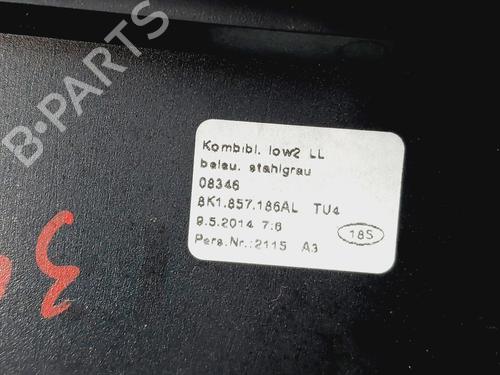 B-PARTS
Kombibl. low2 LL
beleu. stahlgrau
08346
8K1.857.186AL TU4
9.5.2014 7:6
Pers.Nr.:2115 A3
18S